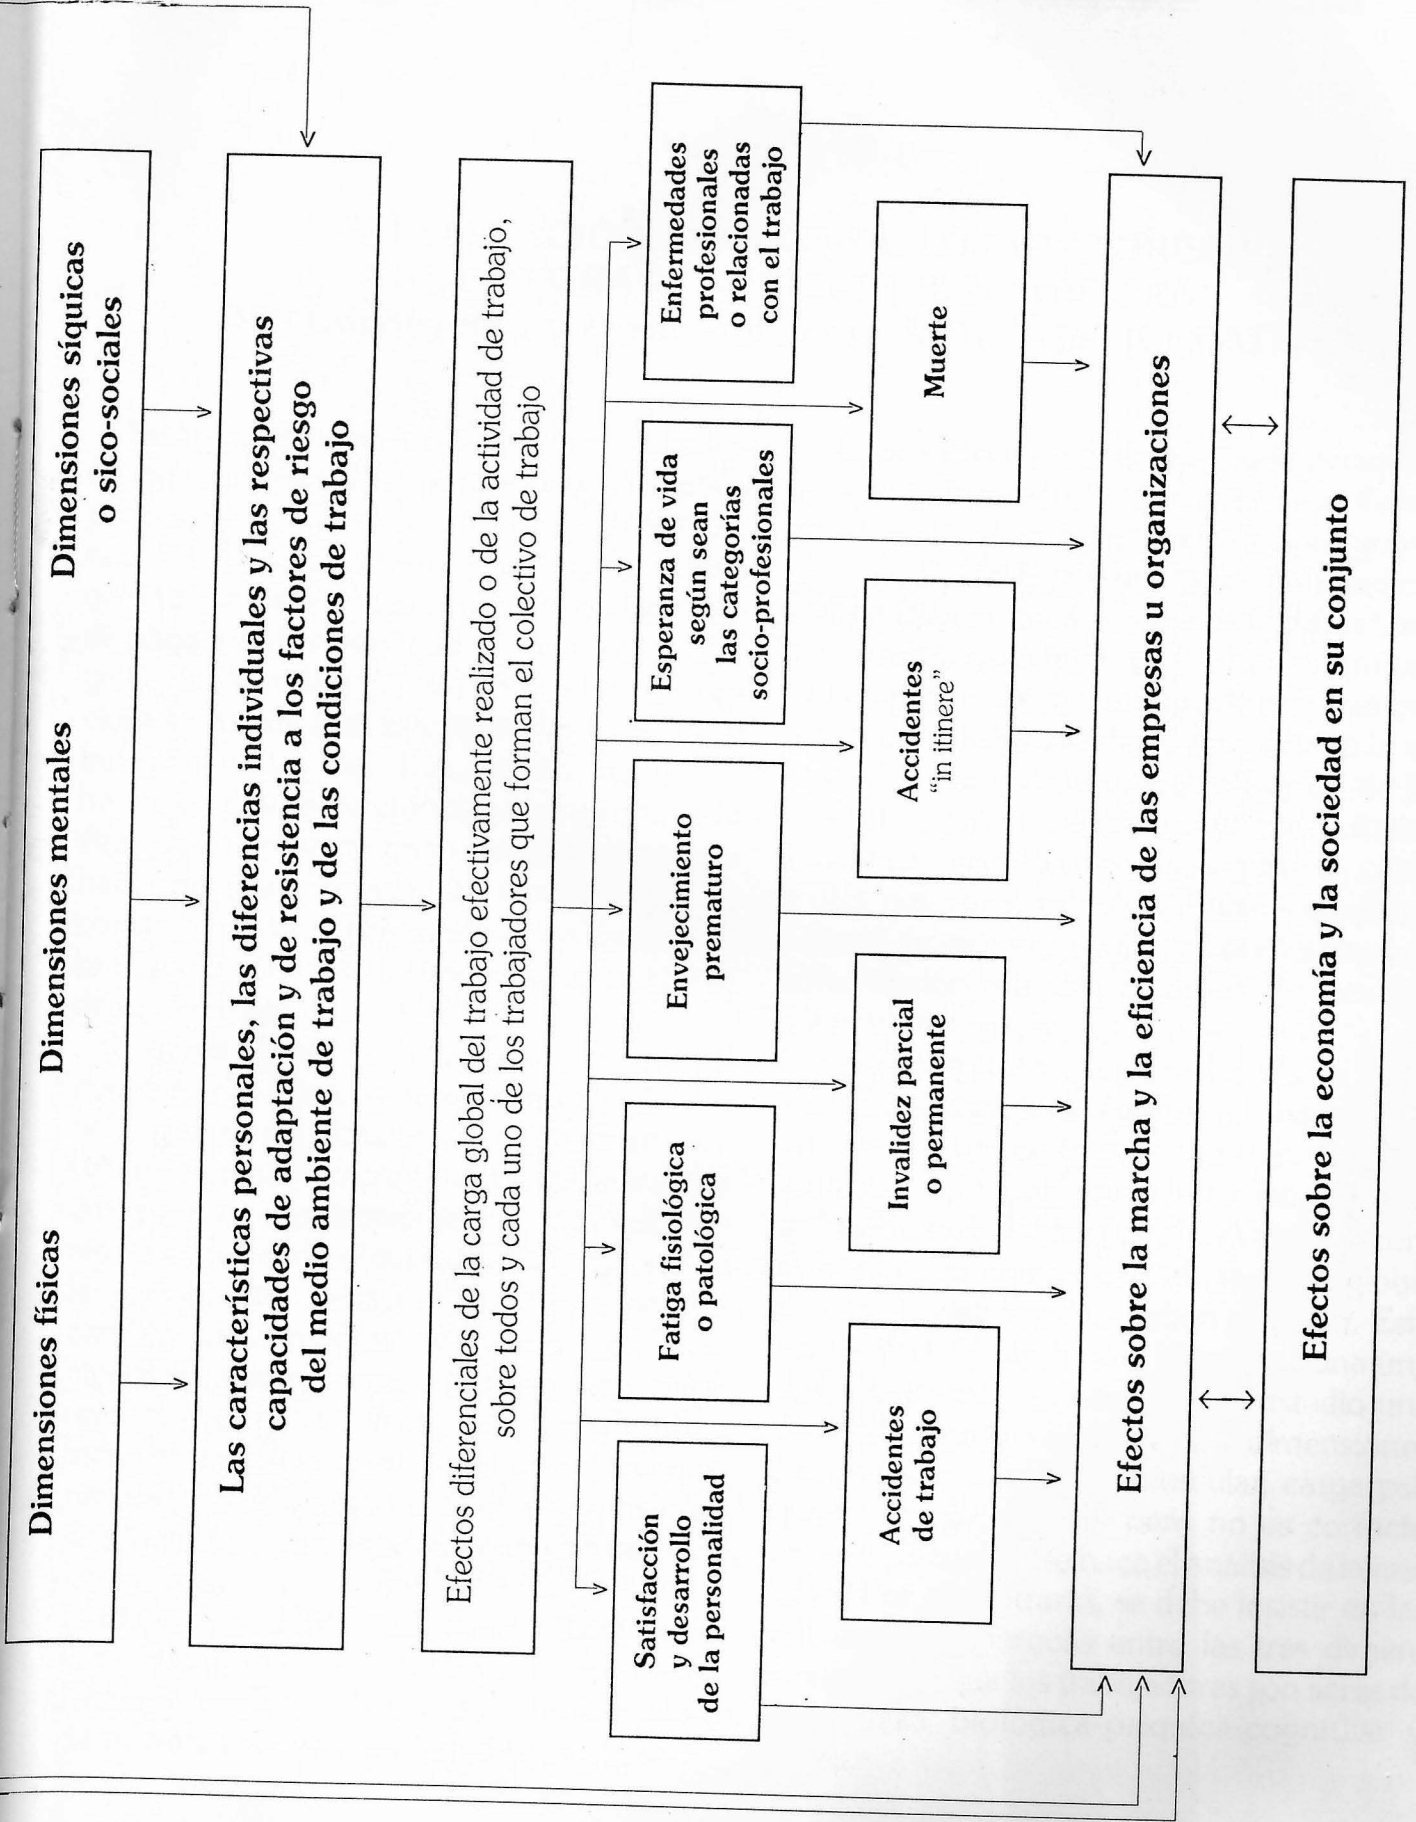 Dimensiones físicas
Dimensiones mentales
Dimensiones síquicas
o sico-sociales
Las características personales, las diferencias individuales y las respectivas
capacidades de adaptación y de resistencia a los factores de riesgo
del medio ambiente de trabajo y de las condiciones de trabajo
Efectos diferenciales de la carga global del trabajo efectivamente realizado o de la actividad de trabajo,
sobre todos y cada uno de los trabajadores que forman el colectivo de trabajo
Satisfacción
y desarrollo
de la personalidad
Fatiga fisiológica
o patológica
Envejecimiento
prematuro
Esperanza de vida
según sean
las categorías
socio-profesionales
Enfermedades
profesionales
o relacionadas
con el trabajo
Accidentes
de trabajo
Invalidez parcial
o permanente
Accidentes
“in itinere”
Muerte
Efectos sobre la marcha y la eficiencia de las empresas u organizaciones
Efectos sobre la economía y la sociedad en su conjunto